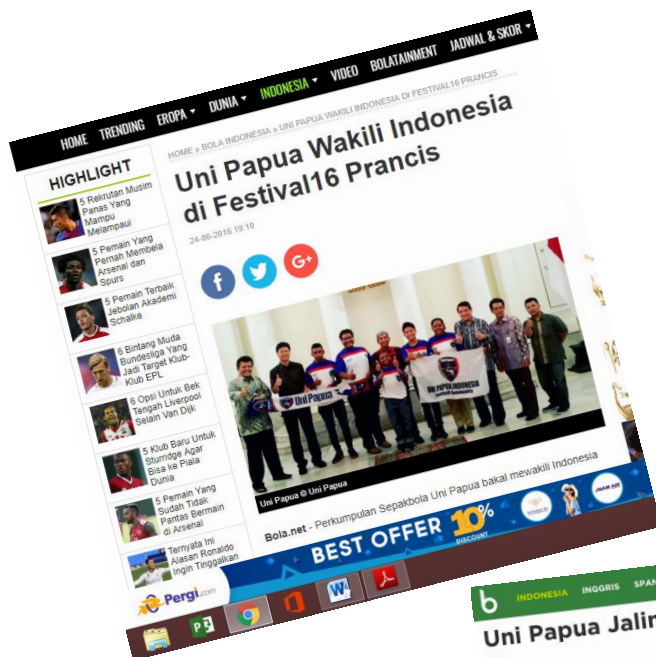 HOME TRENDING EROPA DUNIA INDONESIA VIDEO BOLATAINMENT JADWAL & SKOR
HOME » BOLA INDONESIA » UNI PAPUA WAKILI INDONESIA DI FESTIVAL16 PRANCIS
Uni Papua Wakili Indonesia
di Festival16 Prancis
24-06-2016 19:10
HIGHLIGHT
5 Rekrutan Musim
Panas Yang
Mampu
Melampaui
5 Pemain Yang
Pernah Membela
Arsenal dan
Spurs
5 Pemain Terbaik
Jebolan Akademi
Schalke
6 Bintang Muda
Bundesliga Yang
Jadi Target Klub-
Klub EPL
6 Opsi Untuk Bek
Tengah Liverpool
Selain Van Dijk
5 Klub Baru Untuk
Sturridge Agar
Bisa ke Piala
Dunia
5 Pemain Yang
Sudah Tidak
Pantas Bermain
di Arsenal
Ternyata Ini
Alasan Ronaldo
Ingin Tinggalkan
f
G+
Uni Papua
UNI PAPUA INDONESIA
football community
Uni Papua © Uni Papua
Bola.net - Perkumpulan Sepakbola Uni Papua bakal mewakili Indonesia
Pergi.com
BEST OFFER 10%
DISCOUNT
JNAM AIR
P3
W
b INDONESIA INGGRIS SPAN
Uni Papua Jalin